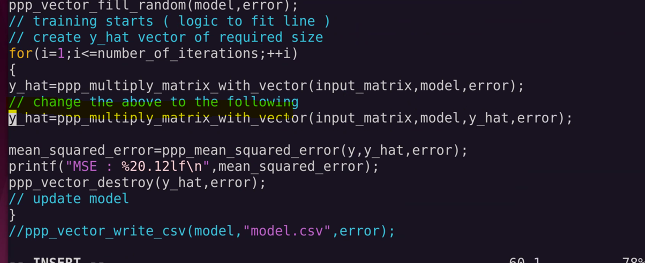 ppp_vector_fill_random(model,error);
// training starts ( logic to fit line )
// create y_hat vector of required size
for(i=1;i<=number_of_iterations;++i)
{
y_hat=ppp_multiply_matrix_with_vector(input_matrix,model,error);
// change the above to the following
y_hat=ppp_multiply_matrix_with_vector(input_matrix,model,y_hat,error);
mean_squared_error=ppp_mean_squared_error(y,y_hat,error);
printf("MSE : %20.12lf\n",mean_squared_error);
ppp_vector_destroy(y_hat,error);
// update model
}
//ppp_vector_write_csv(model,"model.csv",error);
-- INSERT -- 60,1 78%